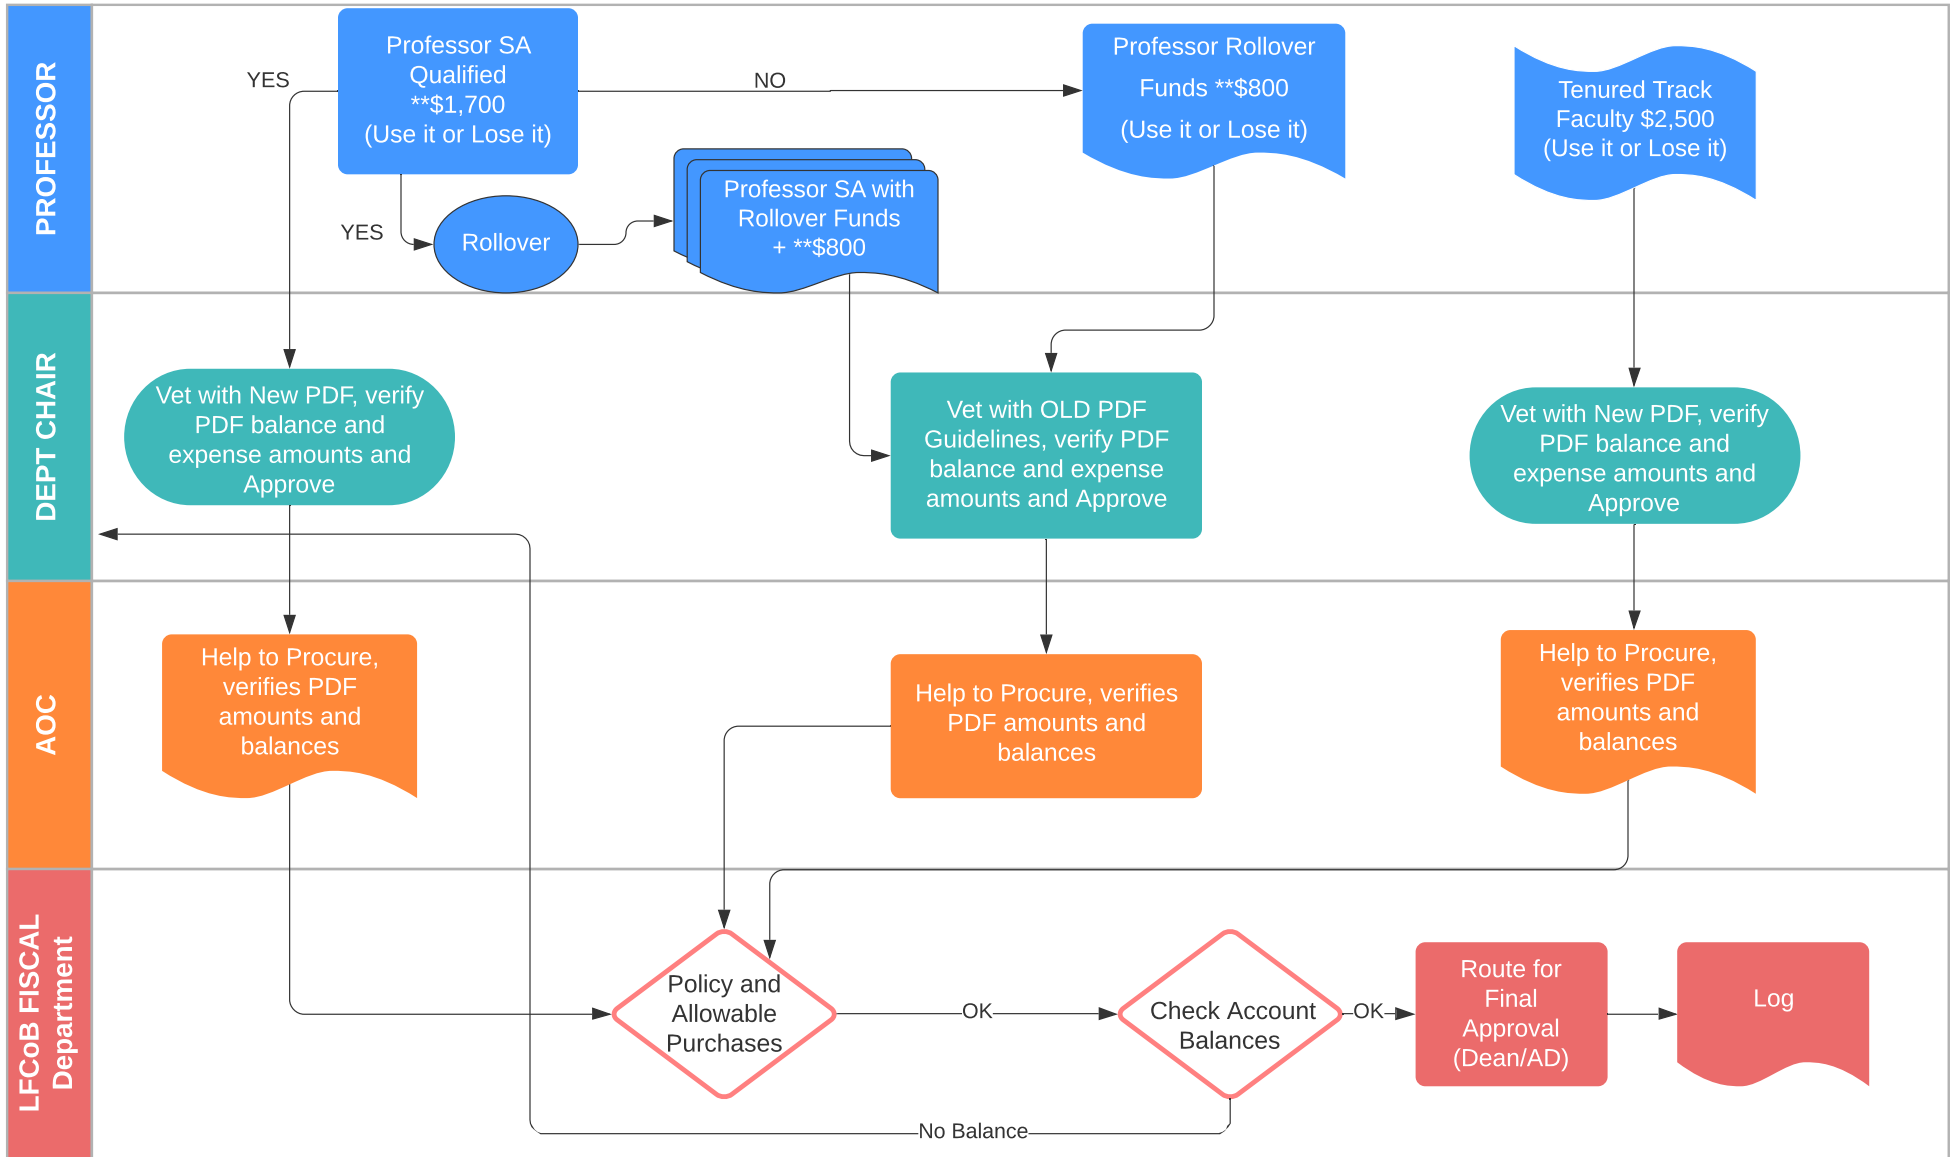 PROFESSOR
YES
Professor SA
Qualified
**$1,700
(Use it or Lose it)
NO
Professor Rollover
Funds **$800
(Use it or Lose it)
Tenured Track
Faculty $2,500
(Use it or Lose it)
YES
Rollover
Professor SA with
Rollover Funds
+ **$800
DEPT CHAIR
Vet with New PDF, verify
PDF balance and
expense amounts and
Approve
Vet with OLD PDF
Guidelines, verify PDF
balance and expense
amounts and Approve
Vet with New PDF, verify
PDF balance and
expense amounts and
Approve
AOC
Help to Procure,
verifies PDF
amounts and
balances
Help to Procure, verifies
PDF amounts and
balances
Help to Procure,
verifies PDF
amounts and
balances
LFCoB FISCAL
Department
Policy and
Allowable
Purchases
OK
Check Account
Balances
OK
Route for
Final
Approval
(Dean/AD)
Log
No Balance